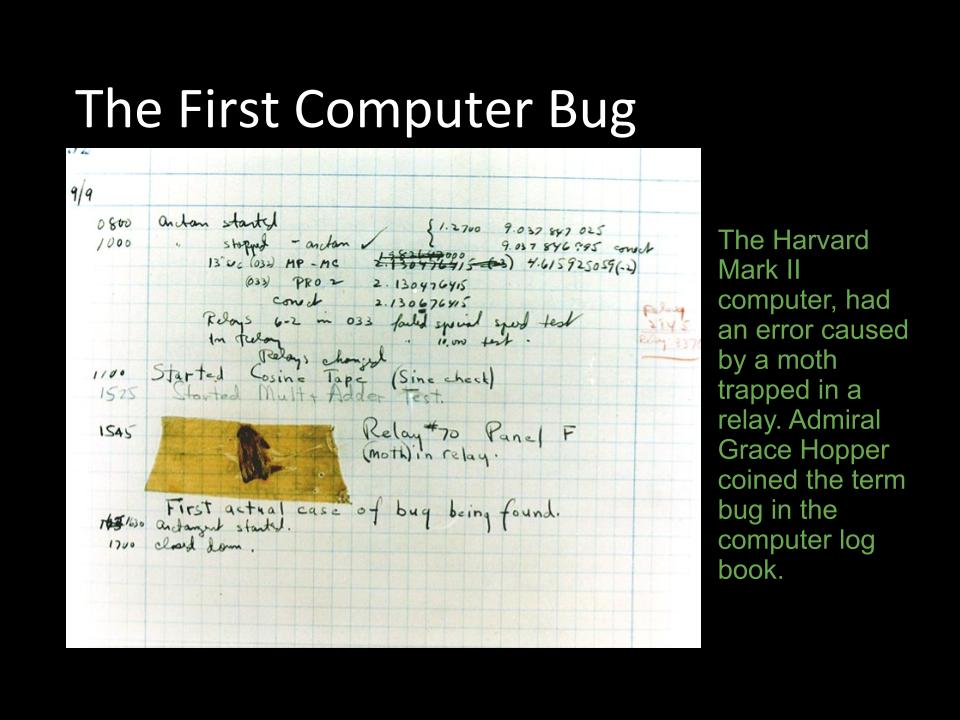 The First Computer Bug
9/9
0800 antan started
1000 " stopped - antan ✓ { 1.2700 9.037 847 025
9.037 846 995 conect
13"uc (032) MP - MC 2.130476415 (-3) 4.615925059(-2)
(033) PRO 2 2.130476415
conect 2.130676415
Relays 6-2 in 033 failed special speed test
In Relay " 10.000 test .
Relay
2145
Relay 3370
Relays changed
1100 Started Cosine Tape (Sine check)
1525 Started Mult + Adder Test.
1545 Relay #70 Panel F
(moth) in relay.
First actual case of bug being found.
1630 antangent started.
1700 closed down.
The Harvard
Mark II
computer, had
an error caused
by a moth
trapped in a
relay. Admiral
Grace Hopper
coined the term
bug in the
computer log
book.